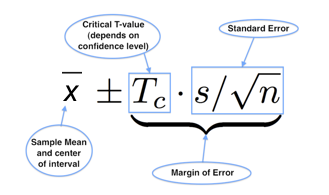 Critical T-value
(depends on
confidence level)
Standard Error
x̅ ± T_c · s/√n
Sample Mean
and center
of interval
Margin of Error